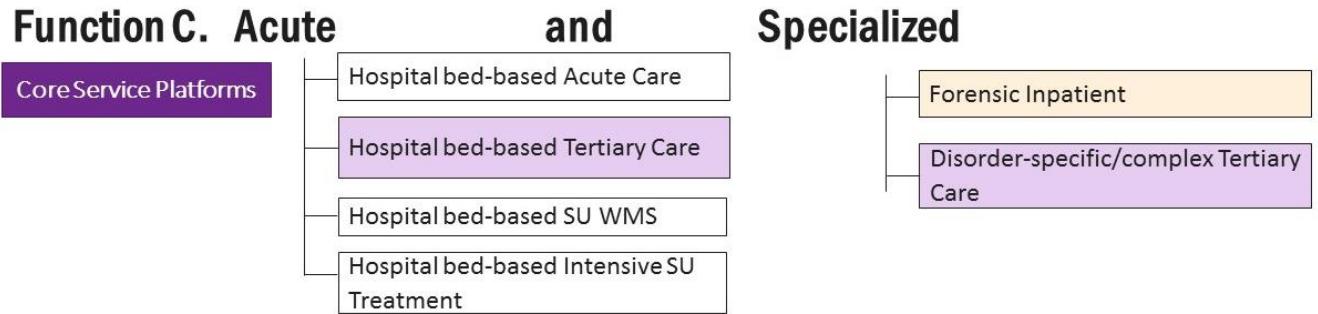 Function C. Acute and Specialized
Core Service Platforms
Hospital bed-based Acute Care
Hospital bed-based Tertiary Care
Hospital bed-based SU WMS
Hospital bed-based Intensive SU
Treatment
Forensic Inpatient
Disorder-specific/complex Tertiary
Care